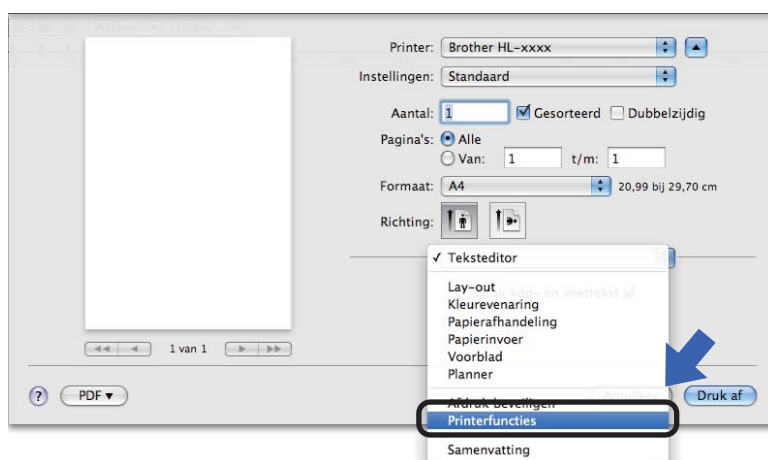 Printer: Brother HL-xxxx
Instellingen: Standaard
Aantal: 1 Gesorteerd Dubbelzijdig
Pagina's: Alle
Van: 1 t/m: 1
Formaat: A4 20,99 bij 29,70 cm
Richting:
✓ Teksteditor
Lay-out
Kleurevenaring
Papierafhandeling
Papierinvoer
Voorblad
Planner
Afdruk beveiligen
Printerfuncties
Samenvatting
1 van 1
? PDF ▾ Annuleer Druk af